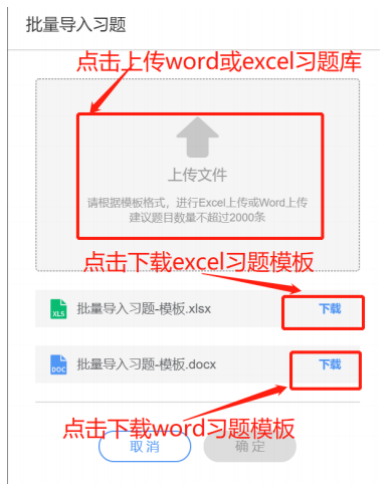 批量导入习题
点击上传word或excel习题库
上传文件
请根据模板格式，进行Excel上传或Word上传
建议题目数量不超过2000条
点击下载excel习题模板
XLS 批量导入习题-模板.xlsx 下载
DOC 批量导入习题-模板.docx 下载
点击下载word习题模板
取消 确定